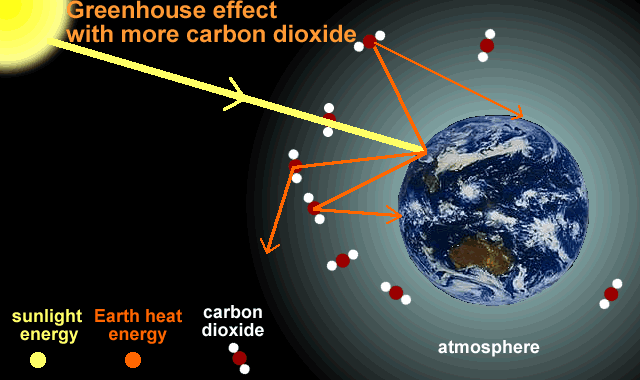 Greenhouse effect
with more carbon dioxide
sunlight
energy
Earth heat
energy
carbon
dioxide
atmosphere